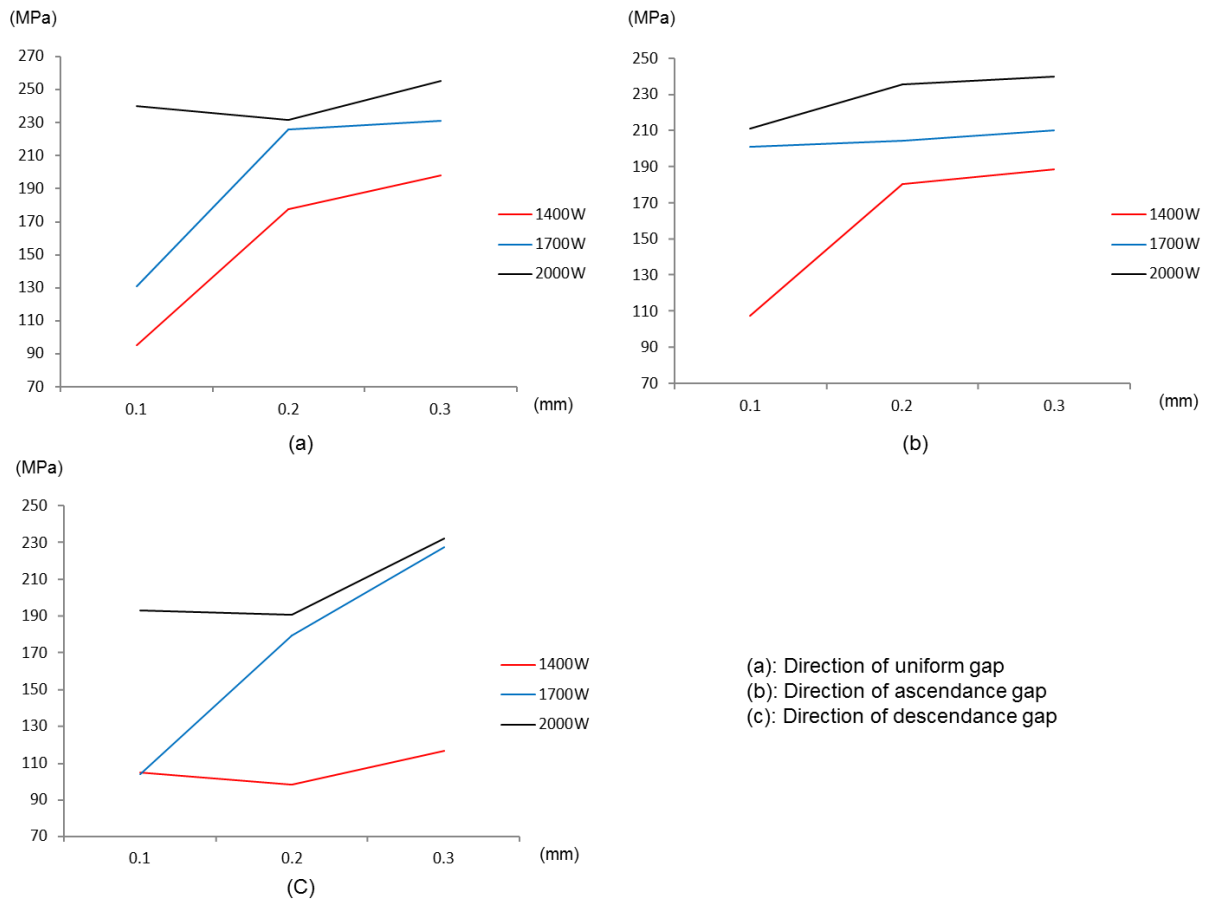 (MPa)
270
250
230
210
190
170
150
130
110
90
70
0.1
0.2
0.3
(mm)
1400W
1700W
2000W
(a)
(MPa)
250
230
210
190
170
150
130
110
90
70
0.1
0.2
0.3
(mm)
1400W
1700W
2000W
(b)
(MPa)
250
230
210
190
170
150
130
110
90
70
0.1
0.2
0.3
(mm)
1400W
1700W
2000W
(C)
(a): Direction of uniform gap
(b): Direction of ascendance gap
(c): Direction of descendance gap